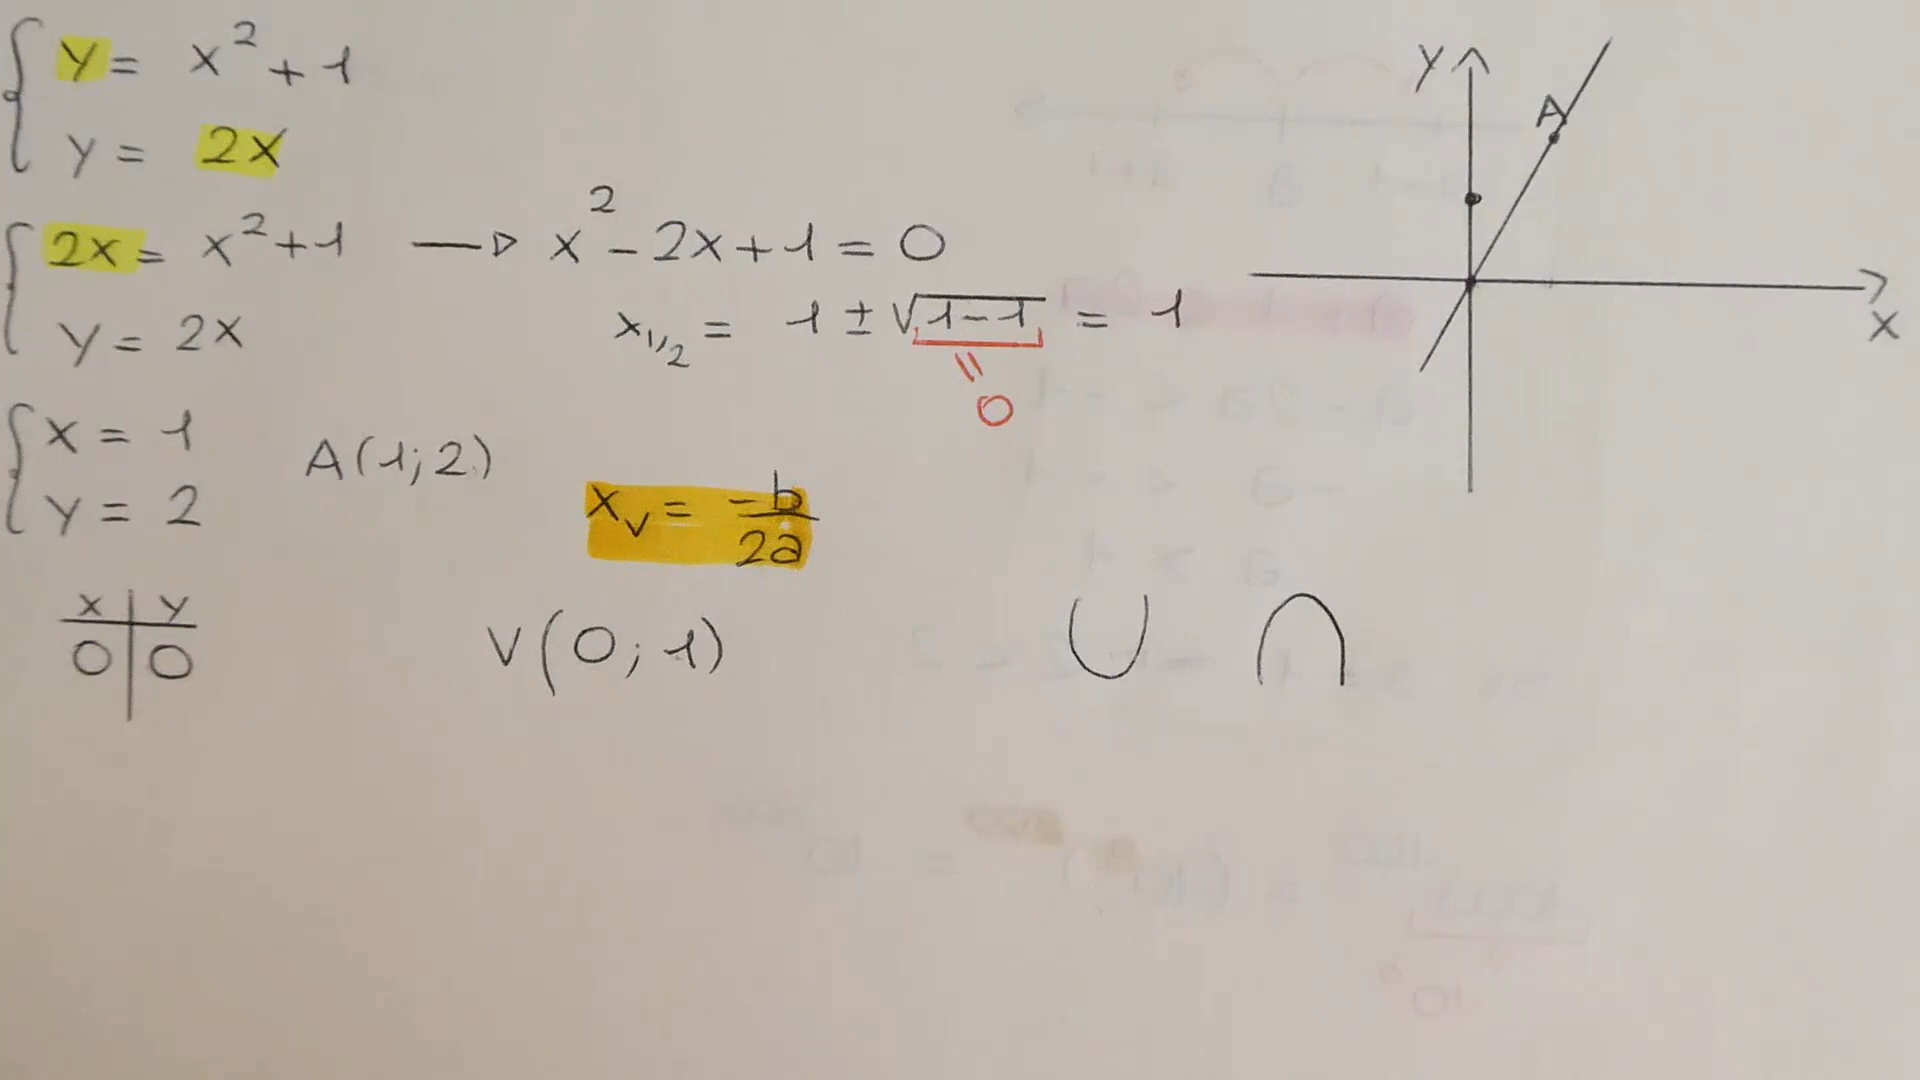 y = x² + 1
y = 2x
2x = x² + 1 → x² - 2x + 1 = 0
y = 2x
x₁,₂ = 1 ± √1-1 = 1
= 0
x = 1
y = 2
A(1;2)
xᵥ = -b/2a
x y
0 0
V(0;1)
y
A
x